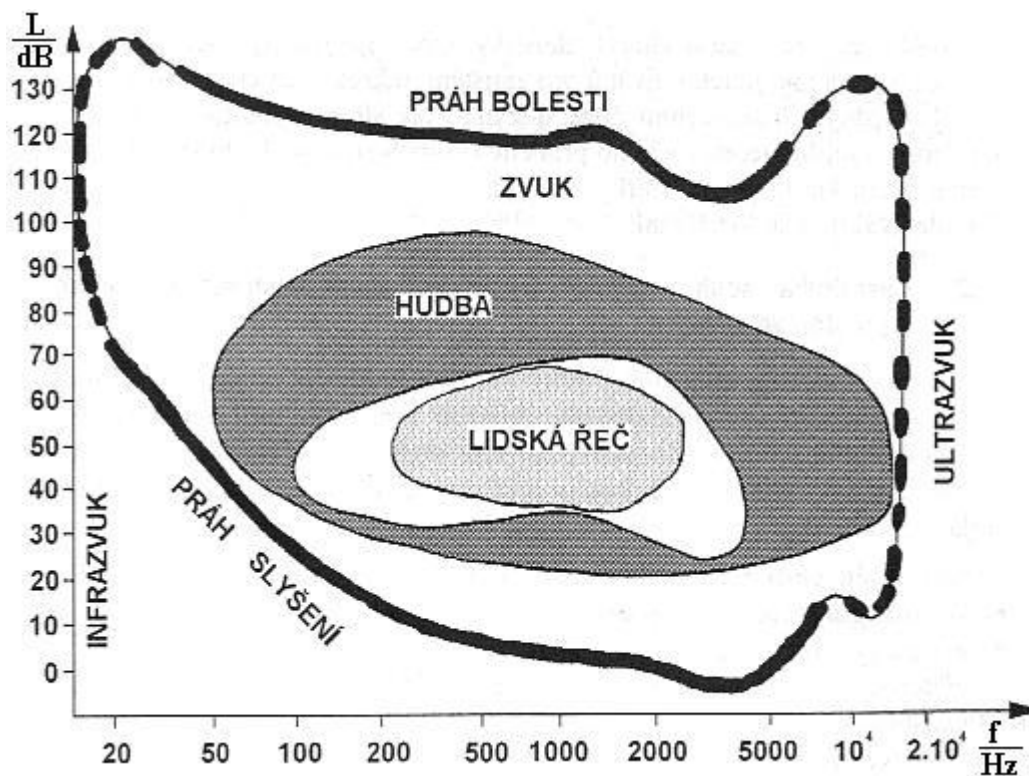 L
dB
130
120
110
100
90
80
70
60
50
40
30
20
10
0
PRÁH BOLESTI
ZVUK
HUDBA
LIDSKÁ ŘEČ
INFRAZVUK
PRÁH SLYŠENÍ
ULTRAZVUK
20 50 100 200 500 1000 2000 5000 10⁴ 2.10⁴
f
Hz